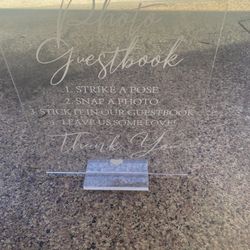 Photo
Guestbook
1. STRIKE A POSE
2. SNAP A PHOTO
3. STICK IT IN OUR GUESTBOOK
4. LEAVE US SOME LOVE!
Thank You